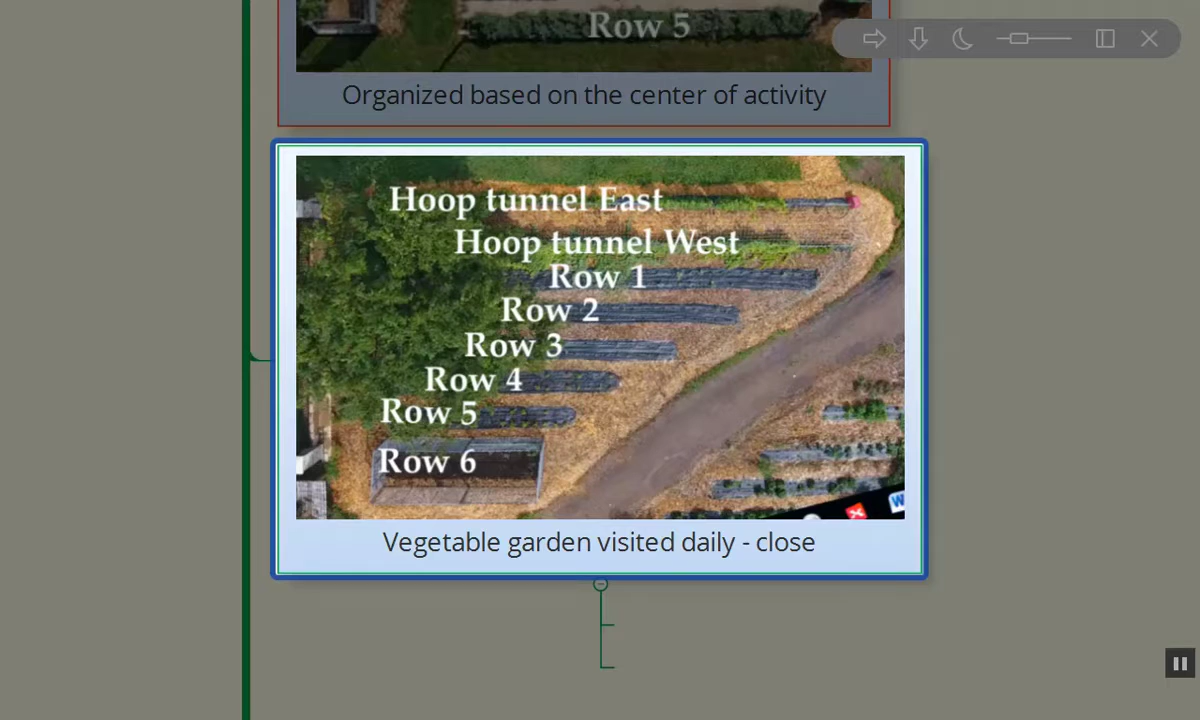 Row 5
Organized based on the center of activity
Hoop tunnel East
Hoop tunnel West
Row 1
Row 2
Row 3
Row 4
Row 5
Row 6
W
Vegetable garden visited daily - close